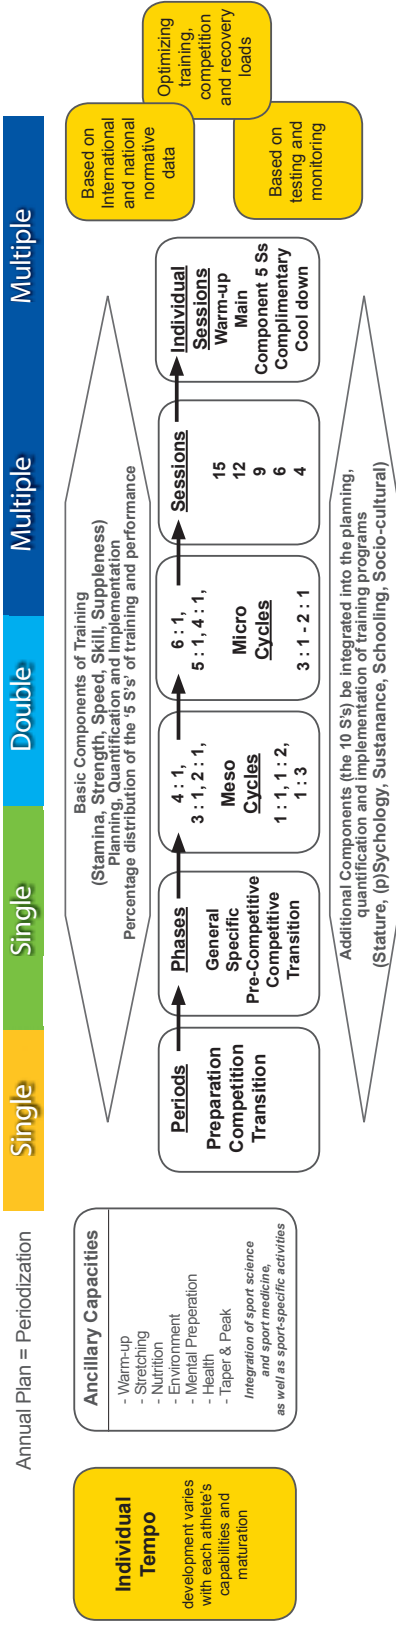 Annual Plan = Periodization
Single
Single
Double
Multiple
Multiple
Individual
Tempo
development varies
with each athlete's
capabilities and
maturation
Ancillary Capacities
- Warm-up
- Stretching
- Nutrition
- Environment
- Mental Preperation
- Health
- Taper & Peak
Integration of sport science
and sport medicine,
as well as sport-specific activities
Basic Components of Training
(Stamina, Strength, Speed, Skill, Suppleness)
Planning, Quantification and Implementation
Percentage distribution of the '5 S's' of training and performance
Periods
Preparation
Competition
Transition
Phases
General
Specific
Pre-Competitive
Competitive
Transition
4 : 1,
3 : 1, 2 : 1,
Meso
Cycles
1 : 1, 1 : 2,
1 : 3
6 : 1,
5 : 1, 4 : 1,
Micro
Cycles
3 : 1 - 2 : 1
Sessions
15
12
9
6
4
Individual
Sessions
Warm-up
Main
Component 5 Ss
Complimentary
Cool down
Additional Components (the 10 S's) be integrated into the planning,
quantification and implementation of training programs
(Stature, (p)Sychology, Sustanance, Schooling, Socio-cultural)
Based on
International
and national
normative
data
Optimizing
training,
competition
and recovery
loads
Based on
testing and
monitoring